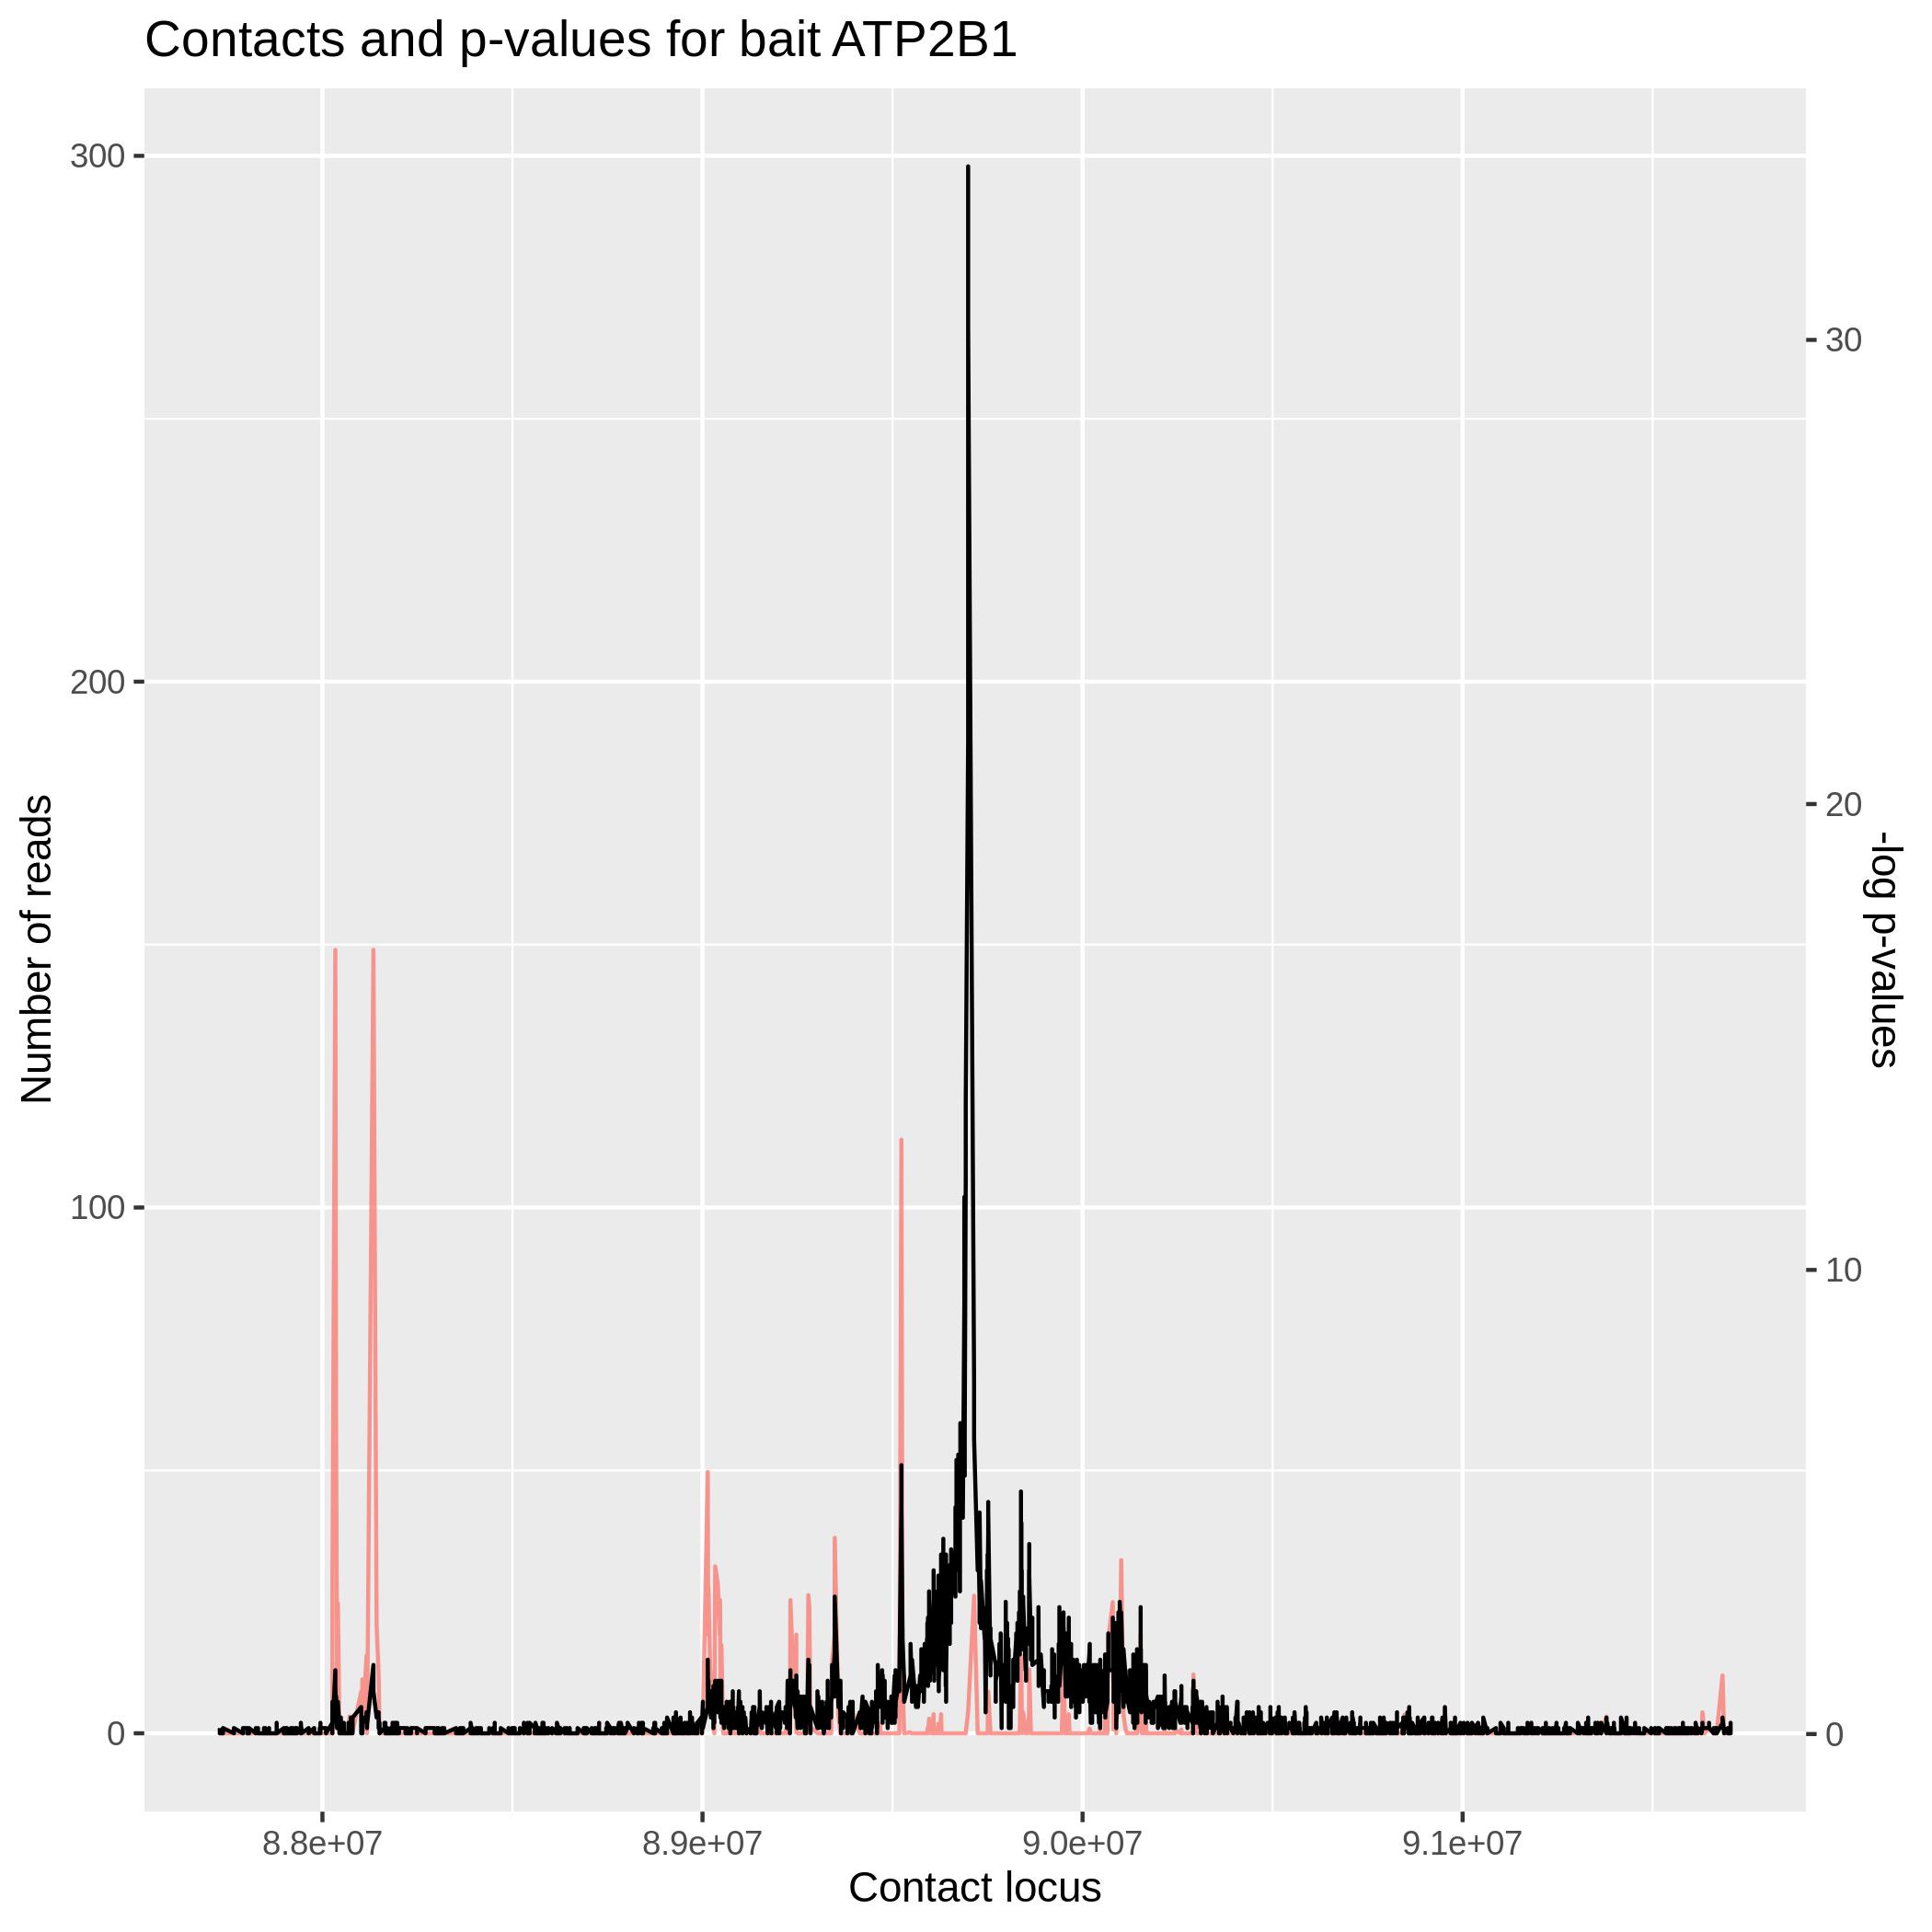 Contacts and p-values for bait ATP2B1
300
200
100
0
Number of reads
30
20
10
0
-log p-values
8.8e+07
8.9e+07
9.0e+07
9.1e+07
Contact locus